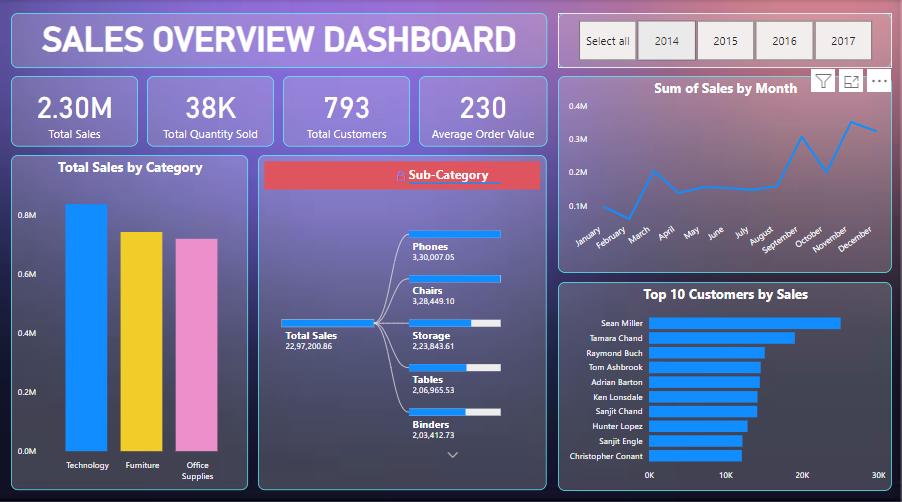 SALES OVERVIEW DASHBOARD
Select all
2014
2015
2016
2017
2.30M
Total Sales
38K
Total Quantity Sold
793
Total Customers
230
Average Order Value
Total Sales by Category
0.8M
0.6M
0.4M
0.2M
0.0M
Technology
Furniture
Office
Supplies
Sub-Category
Total Sales
22,97,200.86
Phones
3,30,007.05
Chairs
3,28,449.10
Storage
2,23,843.61
Tables
2,06,965.53
Binders
2,03,412.73
Sum of Sales by Month
0.4M
0.3M
0.2M
0.1M
January
February
March
April
May
June
July
August
September
October
November
December
Top 10 Customers by Sales
Sean Miller
Tamara Chand
Raymond Buch
Tom Ashbrook
Adrian Barton
Ken Lonsdale
Sanjit Chand
Hunter Lopez
Sanjit Engle
Christopher Conant
0K
10K
20K
30K